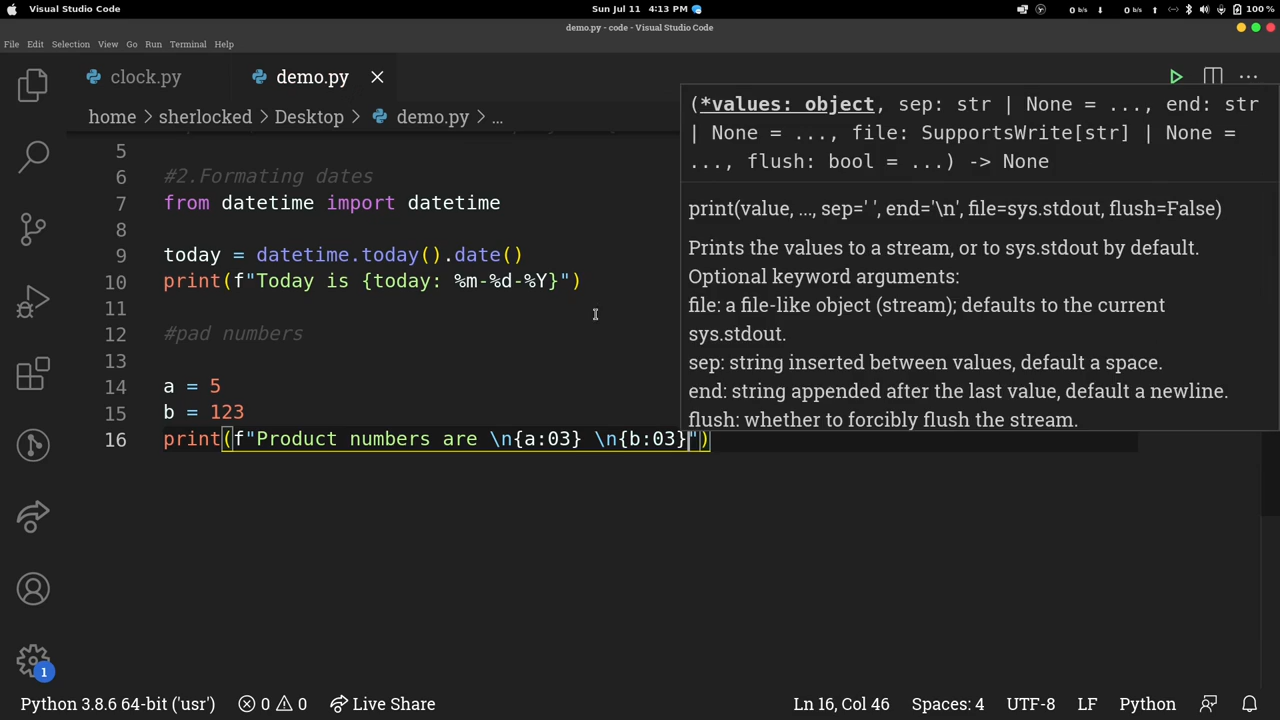 Visual Studio Code
Sun Jul 11 4:13 PM
0 B/s
0 B/s
100 %
demo.py - code - Visual Studio Code
File Edit Selection View Go Run Terminal Help
clock.py
demo.py
home > sherlocked > Desktop > demo.py > ...
(*values: object, sep: str | None = ..., end: str
| None = ..., file: SupportsWrite[str] | None =
..., flush: bool = ...) -> None
print(value, ..., sep=' ', end='\n', file=sys.stdout, flush=False)
Prints the values to a stream, or to sys.stdout by default.
Optional keyword arguments:
file: a file-like object (stream); defaults to the current
sys.stdout.
sep: string inserted between values, default a space.
end: string appended after the last value, default a newline.
flush: whether to forcibly flush the stream.
5
6 #2.Formating dates
7 from datetime import datetime
8
9 today = datetime.today().date()
10 print(f"Today is {today: %m-%d-%Y}")
11
12 #pad numbers
13
14 a = 5
15 b = 123
16 print(f"Product numbers are \n{a:03} \n{b:03}")
1
Python 3.8.6 64-bit ('usr')
0
0
Live Share
Ln 16, Col 46
Spaces: 4
UTF-8
LF
Python